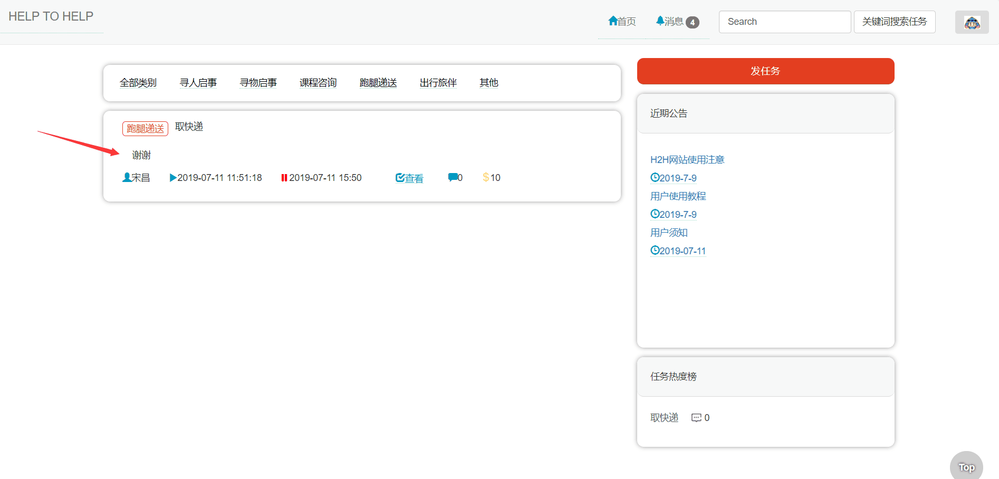 HELP TO HELP
首页 消息 4 Search 关键词搜索任务
全部类别 寻人启事 寻物启事 课程咨询 跑腿递送 出行旅伴 其他
跑腿递送 取快递
谢谢
宋昌 2019-07-11 11:51:18 2019-07-11 15:50 查看 0 $10
发任务
近期公告
H2H网站使用注意
2019-7-9
用户使用教程
2019-7-9
用户须知
2019-07-11
任务热度榜
取快递 0
Top